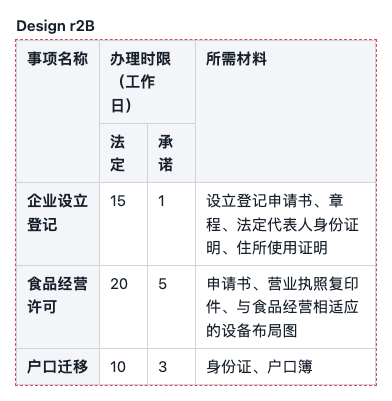 Design r2B
事项名称
办理时限
（工作
日）
所需材料
法
定
承
诺
企业设立
登记
15
1
设立登记申请书、章
程、法定代表人身份证
明、住所使用证明
食品经营
许可
20
5
申请书、营业执照复印
件、与食品经营相适应
的设备布局图
户口迁移
10
3
身份证、户口簿